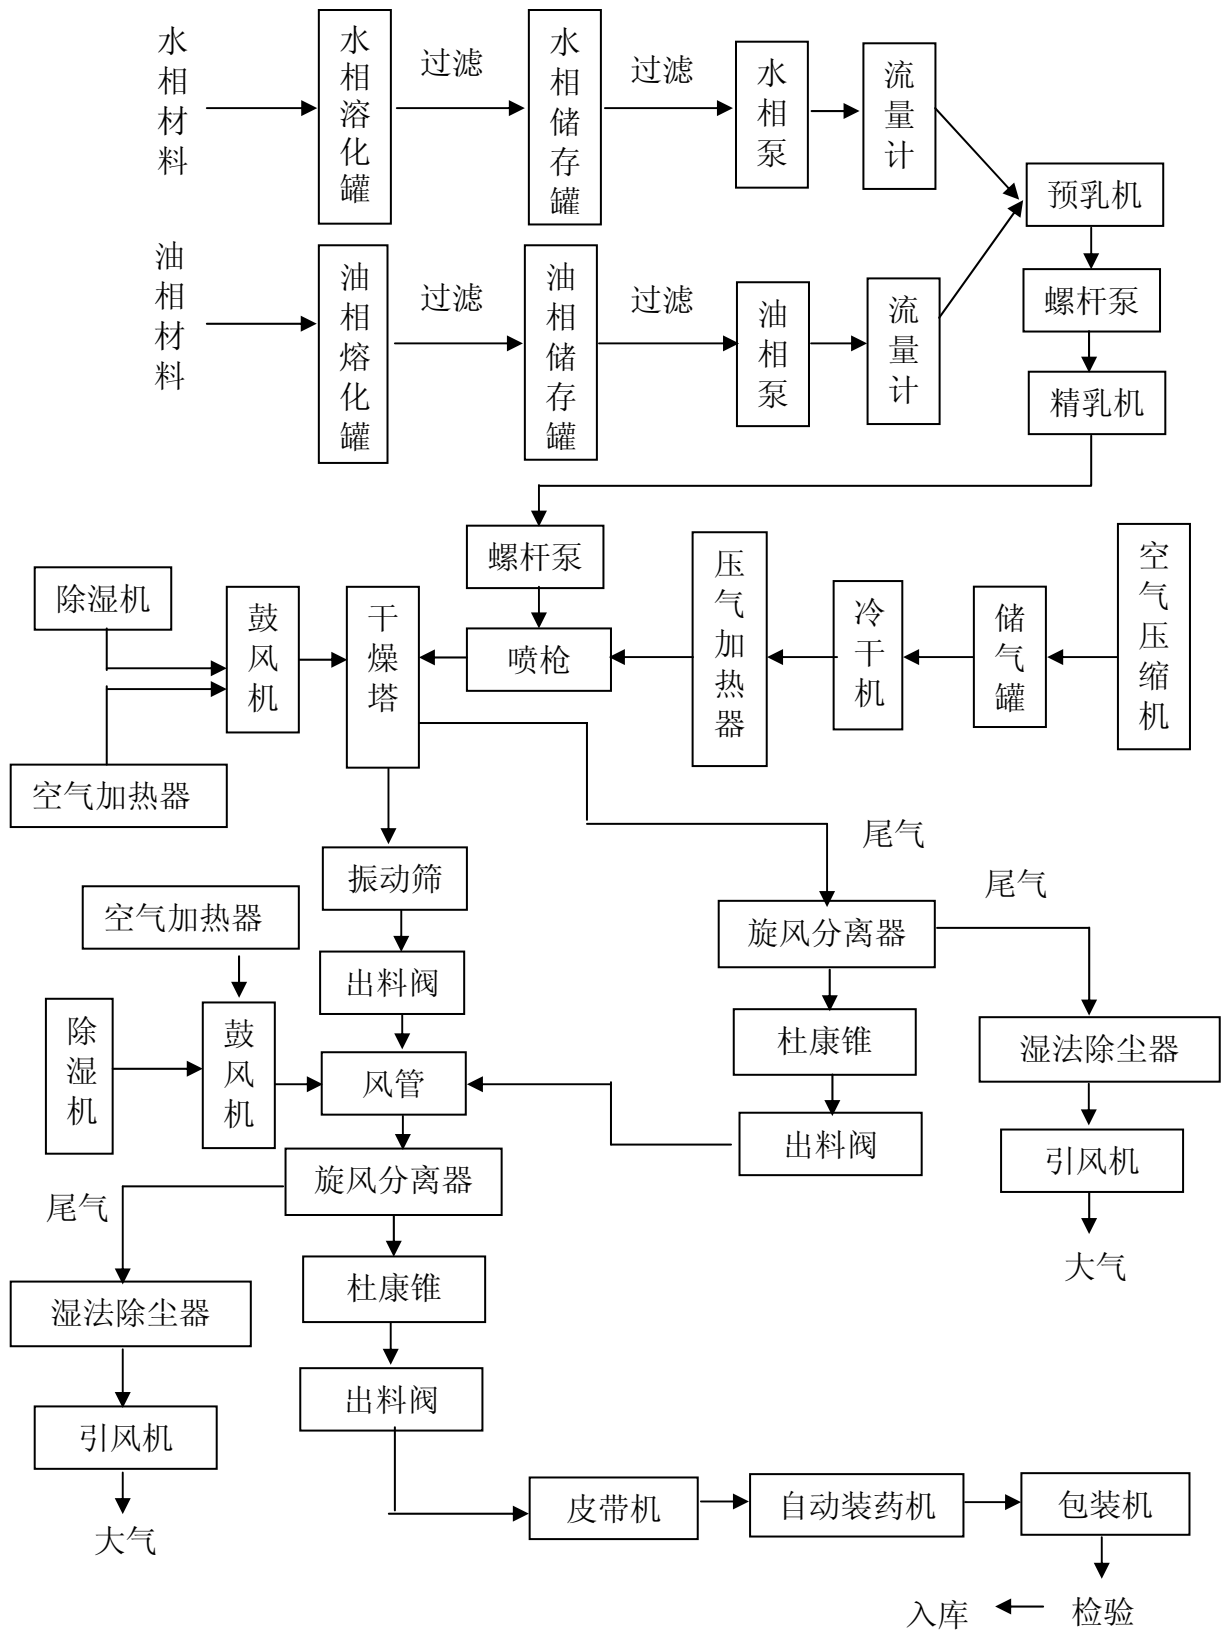 水相材料
水相溶化罐
过滤
水相储存罐
过滤
水相泵
流量计
预乳机
油相材料
油相熔化罐
过滤
油相储存罐
过滤
油相泵
流量计
螺杆泵
精乳机
螺杆泵
除湿机
鼓风机
干燥塔
喷枪
压气加热器
冷干机
储气罐
空气压缩机
空气加热器
振动筛
尾气
尾气
空气加热器
旋风分离器
出料阀
除湿机
鼓风机
风管
杜康锥
湿法除尘器
出料阀
引风机
旋风分离器
尾气
大气
杜康锥
湿法除尘器
出料阀
引风机
大气
皮带机
自动装药机
包装机
入库
检验